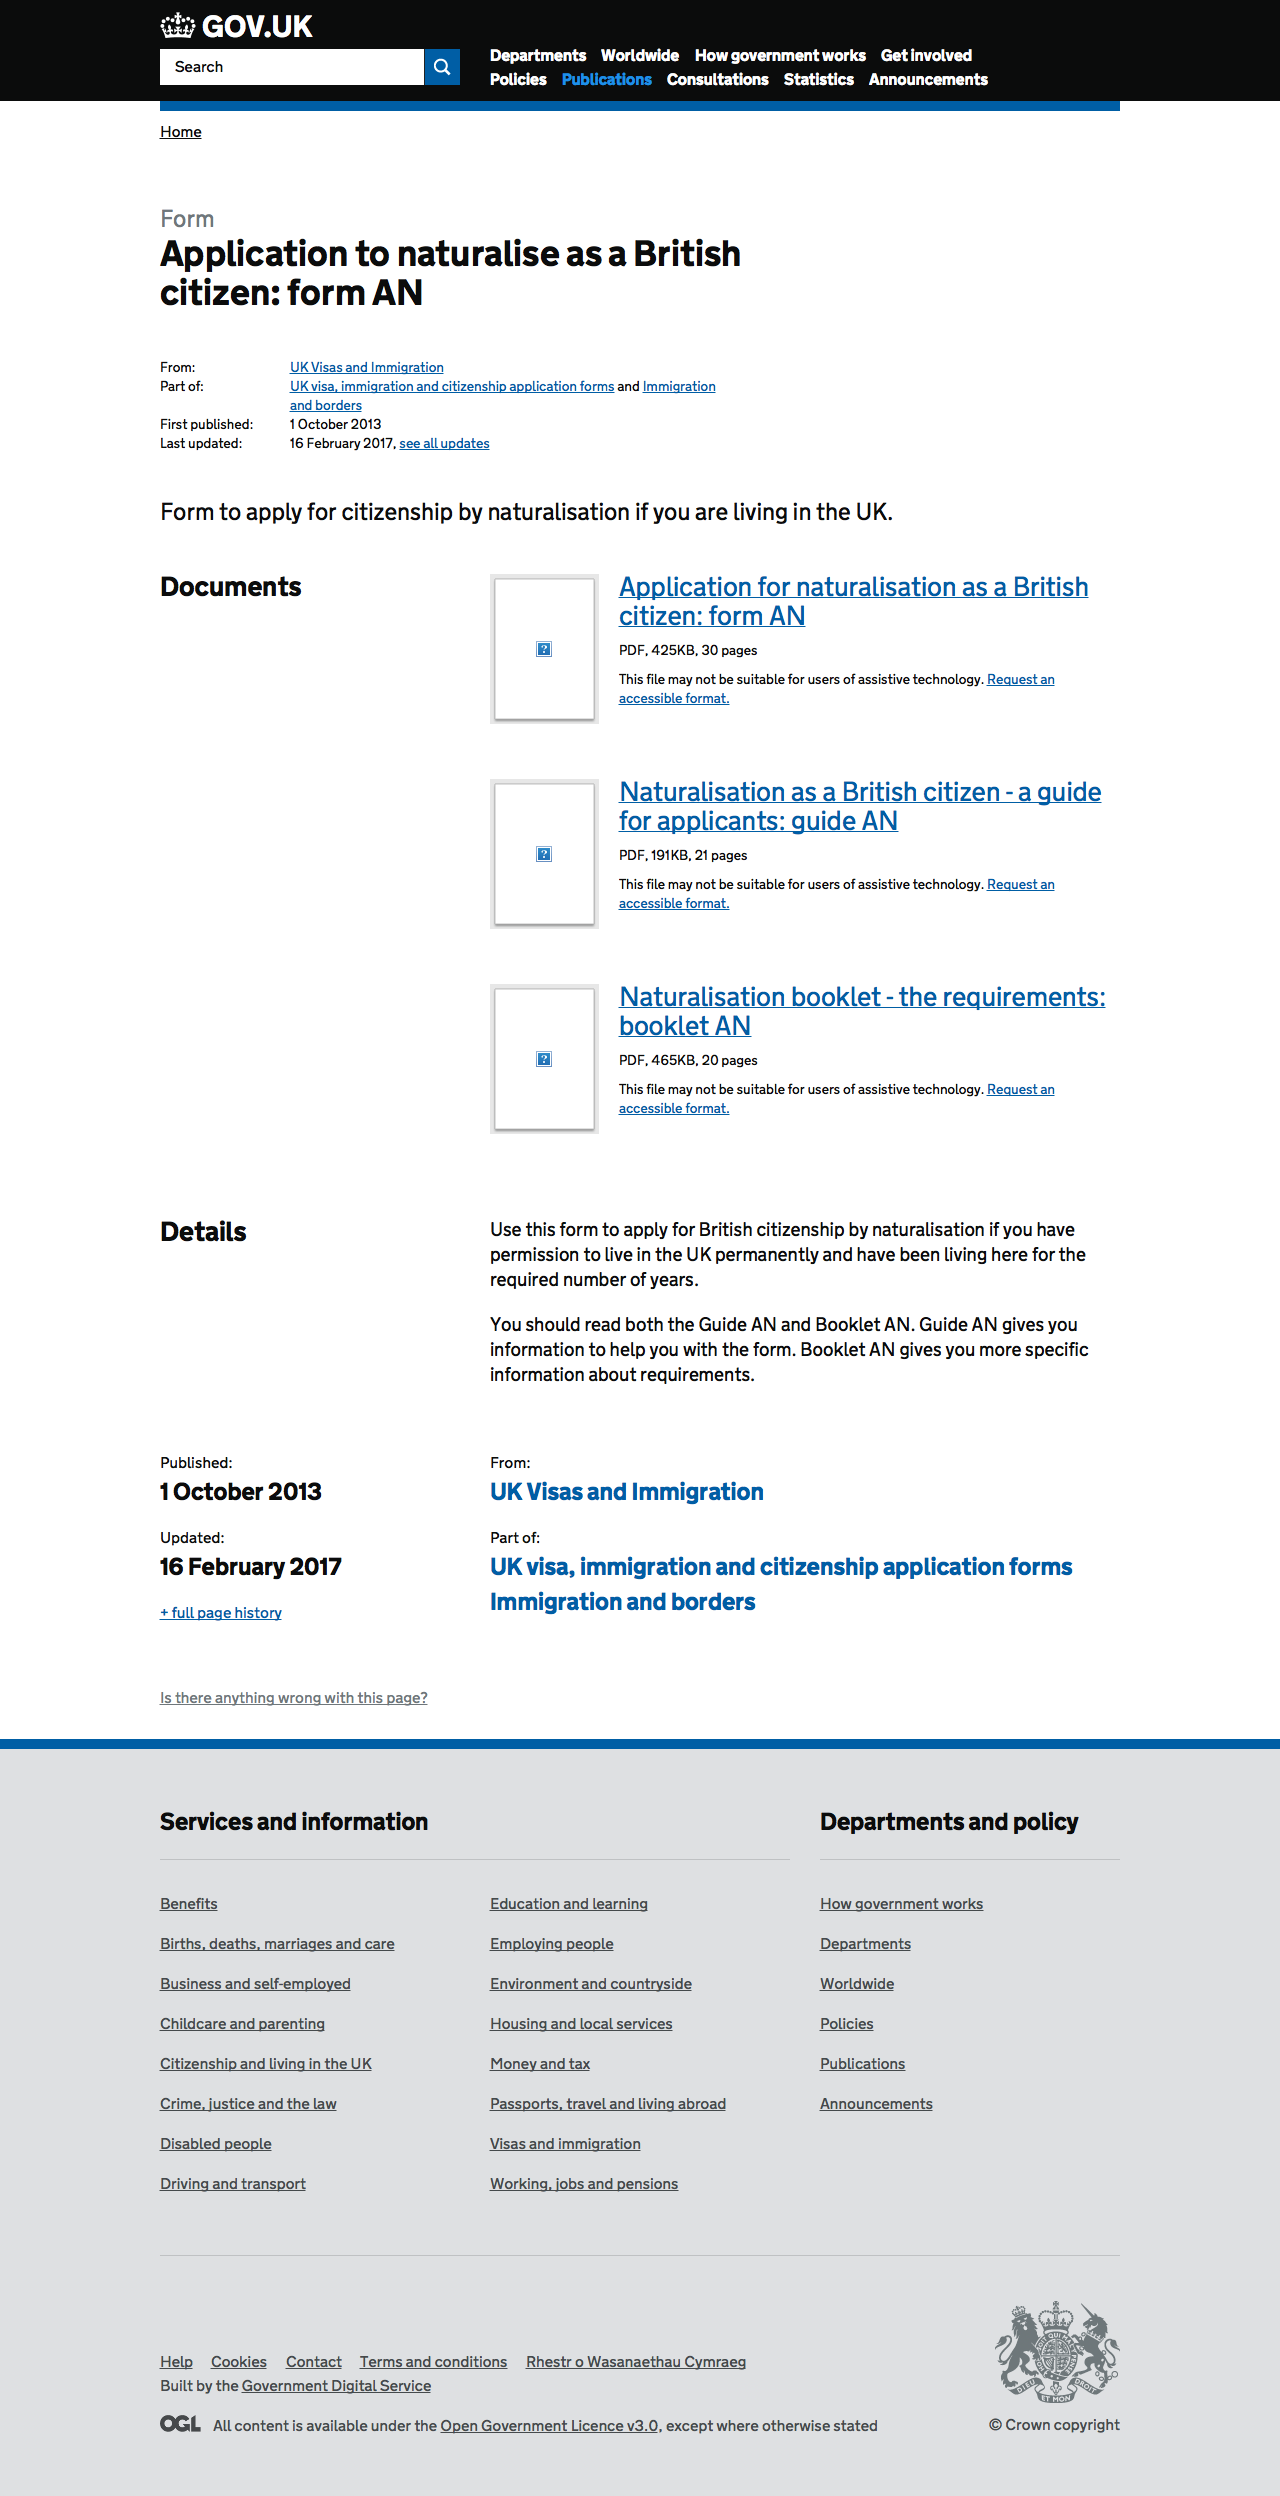 GOV.UK
Search
Departments Worldwide How government works Get involved
Policies Publications Consultations Statistics Announcements
Home
Form
Application to naturalise as a British
citizen: form AN
From: UK Visas and Immigration
Part of: UK visa, immigration and citizenship application forms and Immigration
and borders
First published: 1 October 2013
Last updated: 16 February 2017, see all updates
Form to apply for citizenship by naturalisation if you are living in the UK.
Documents
Application for naturalisation as a British
citizen: form AN
PDF, 425KB, 30 pages
This file may not be suitable for users of assistive technology. Request an
accessible format.
Naturalisation as a British citizen - a guide
for applicants: guide AN
PDF, 191KB, 21 pages
This file may not be suitable for users of assistive technology. Request an
accessible format.
Naturalisation booklet - the requirements:
booklet AN
PDF, 465KB, 20 pages
This file may not be suitable for users of assistive technology. Request an
accessible format.
Details
Use this form to apply for British citizenship by naturalisation if you have
permission to live in the UK permanently and have been living here for the
required number of years.
You should read both the Guide AN and Booklet AN. Guide AN gives you
information to help you with the form. Booklet AN gives you more specific
information about requirements.
Published:
1 October 2013
Updated:
16 February 2017
+ full page history
From:
UK Visas and Immigration
Part of:
UK visa, immigration and citizenship application forms
Immigration and borders
Is there anything wrong with this page?
Services and information
Benefits
Births, deaths, marriages and care
Business and self-employed
Childcare and parenting
Citizenship and living in the UK
Crime, justice and the law
Disabled people
Driving and transport
Education and learning
Employing people
Environment and countryside
Housing and local services
Money and tax
Passports, travel and living abroad
Visas and immigration
Working, jobs and pensions
Departments and policy
How government works
Departments
Worldwide
Policies
Publications
Announcements
Help Cookies Contact Terms and conditions Rhestr o Wasanaethau Cymraeg
Built by the Government Digital Service
OGL All content is available under the Open Government Licence v3.0, except where otherwise stated
DIEU ET MON DROIT
© Crown copyright